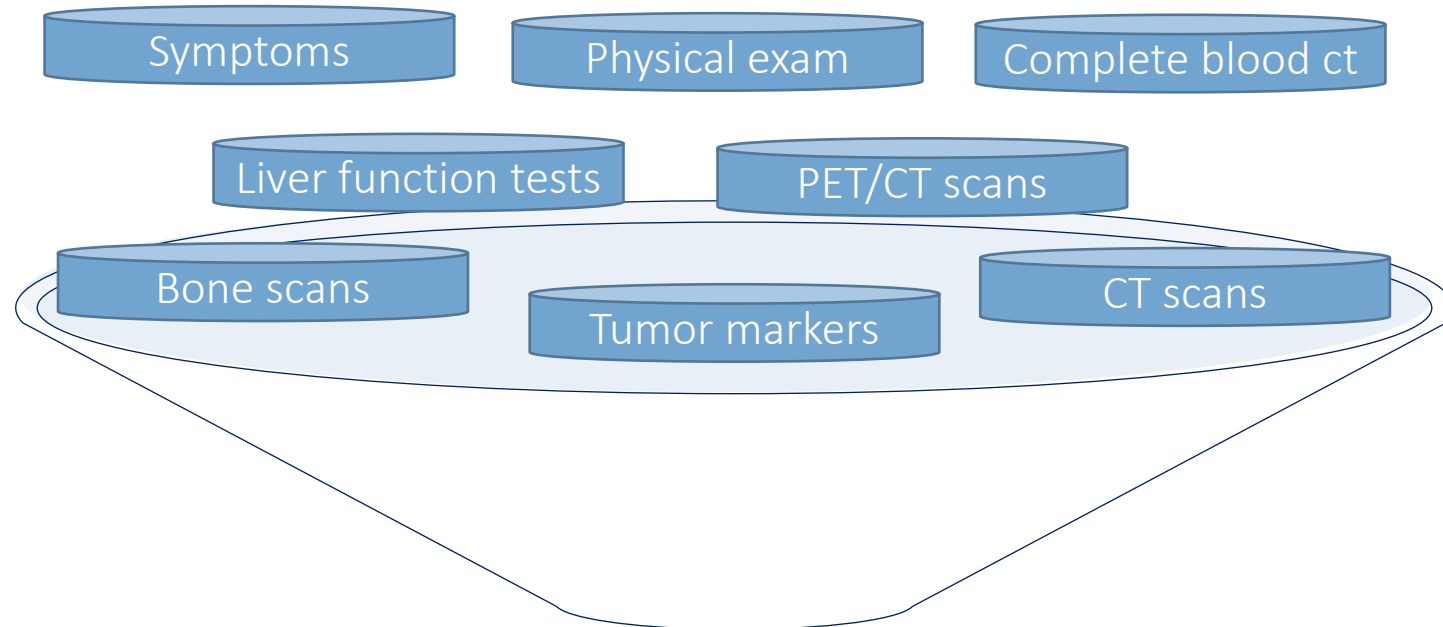 Symptoms
Physical exam
Complete blood ct
Liver function tests
PET/CT scans
Bone scans
Tumor markers
CT scans